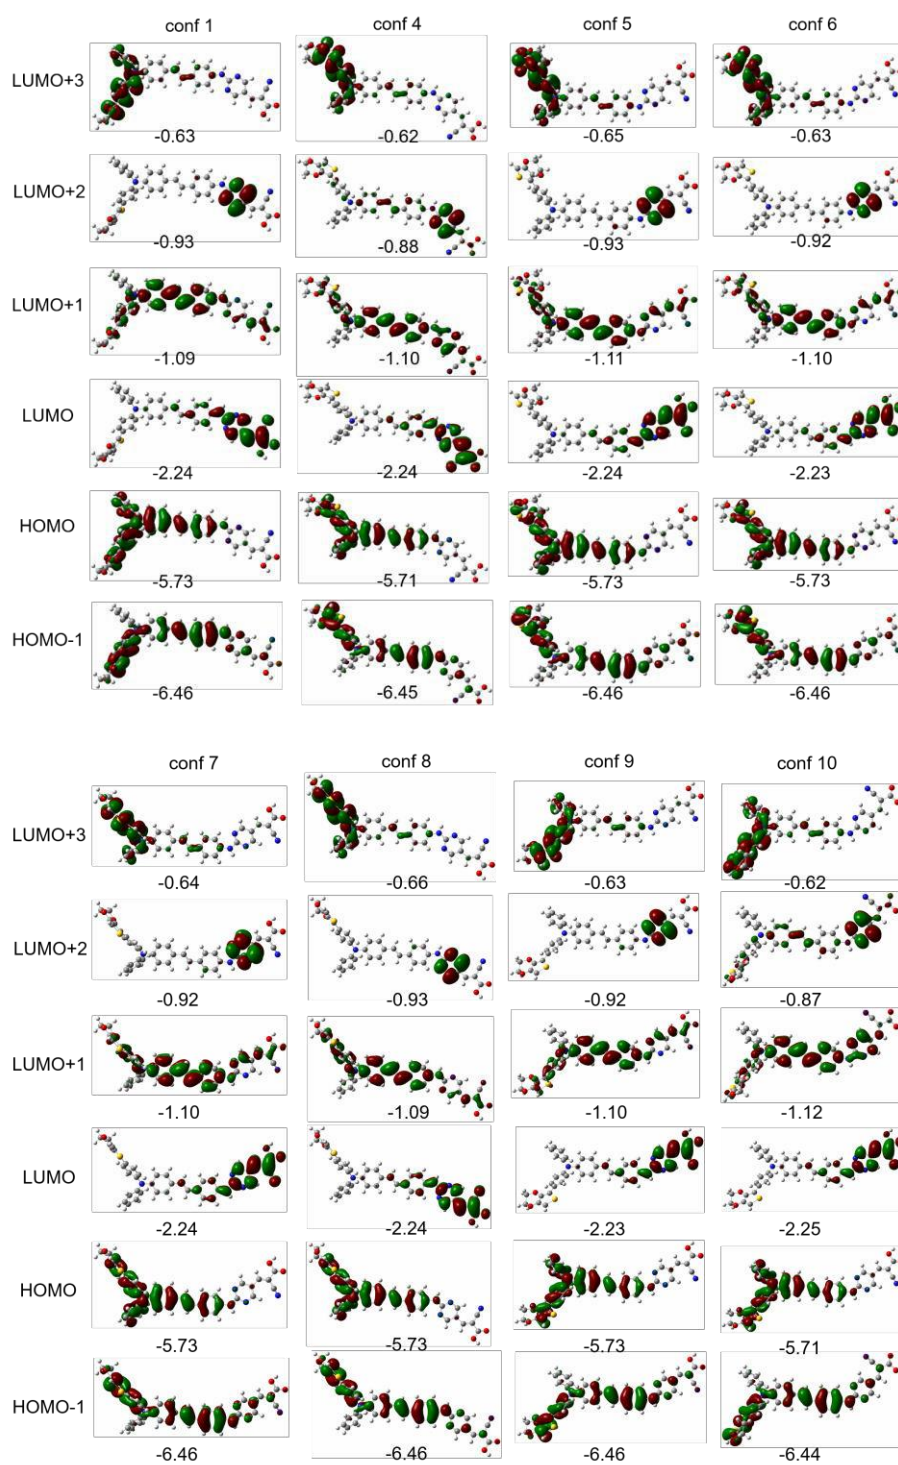 conf 1 conf 4 conf 5 conf 6
LUMO+3
-0.63 -0.62 -0.65 -0.63
LUMO+2
-0.93 -0.88 -0.93 -0.92
LUMO+1
-1.09 -1.10 -1.11 -1.10
LUMO
-2.24 -2.24 -2.24 -2.23
HOMO
-5.73 -5.71 -5.73 -5.73
HOMO-1
-6.46 -6.45 -6.46 -6.46
conf 7 conf 8 conf 9 conf 10
LUMO+3
-0.64 -0.66 -0.63 -0.62
LUMO+2
-0.92 -0.93 -0.92 -0.87
LUMO+1
-1.10 -1.09 -1.10 -1.12
LUMO
-2.24 -2.24 -2.23 -2.25
HOMO
-5.73 -5.73 -5.73 -5.71
HOMO-1
-6.46 -6.46 -6.46 -6.44